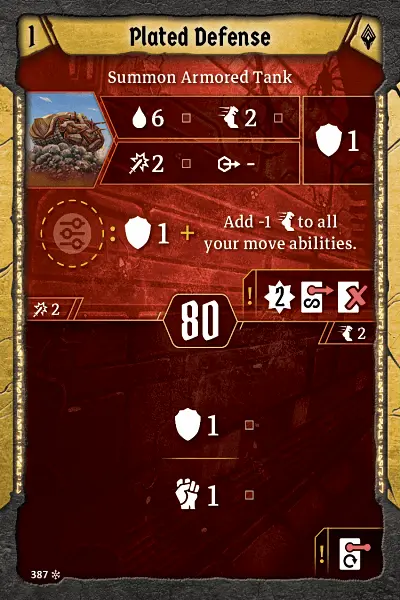 1 Plated Defense
Summon Armored Tank
6 2
1
2 -
: 1 + Add -1 to all
your move abilities.
! 2
2 80
2
1
1
!
387